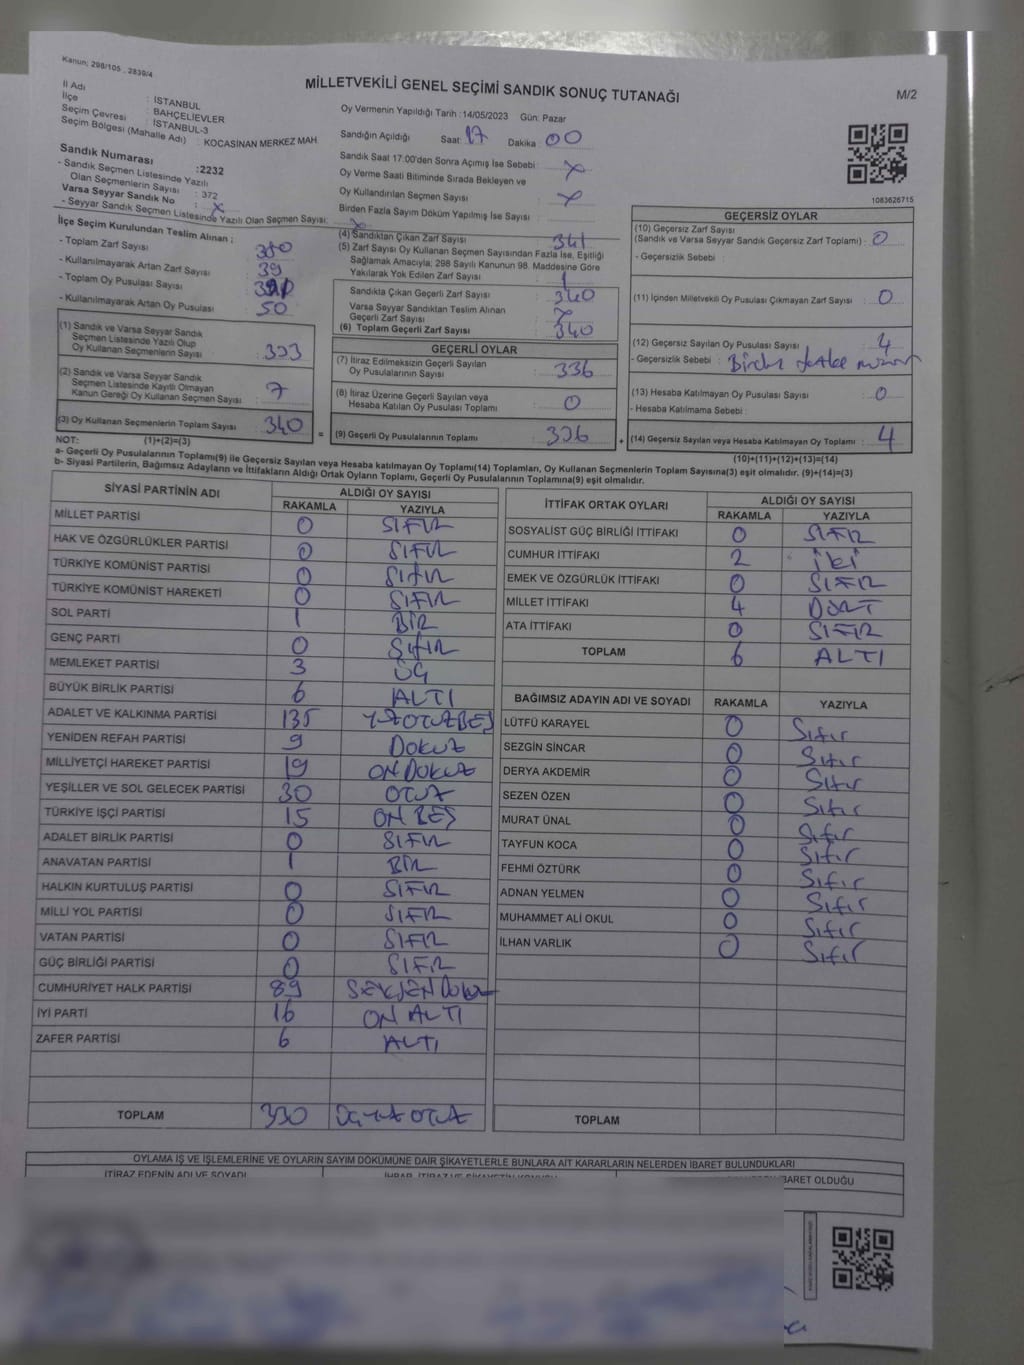 Kanun; 298/105 , 2839/4
MİLLETVEKİLİ GENEL SEÇİMİ SANDIK SONUÇ TUTANAĞI
M/2
İl Adı : İSTANBUL
İlçe : BAHÇELİEVLER
Seçim Çevresi : İSTANBUL-3
Seçim Bölgesi (Mahalle Adı) : KOCASİNAN MERKEZ MAH
Sandık Numarası :2232
- Sandık Seçmen Listesinde Yazılı
Olan Seçmenlerin Sayısı : 372
Varsa Seyyar Sandık No : x
- Seyyar Sandık Seçmen Listesinde Yazılı Olan Seçmen Sayısı: x
Oy Vermenin Yapıldığı Tarih :14/05/2023 Gün: Pazar
Sandığın Açıldığı Saat: 17 Dakika : 00
Sandık Saat 17:00'den Sonra Açımış İse Sebebi : x
Oy Verme Saati Bitiminde Sırada Bekleyen ve
Oy Kullandırılan Seçmen Sayısı : x
Birden Fazla Sayım Döküm Yapılmış İse Sayısı :
1083626715
İlçe Seçim Kurulundan Teslim Alınan ;
- Toplam Zarf Sayısı : 380
- Kullanılmayarak Artan Zarf Sayısı : 39
- Toplam Oy Pusulası Sayısı :
- Kullanılmayarak Artan Oy Pusulası : 50
(1) Sandık ve Varsa Seyyar Sandık
Seçmen Listesinde Yazılı Olup
Oy Kullanan Seçmenlerin Sayısı : 333
(2) Sandık ve Varsa Seyyar Sandık
Seçmen Listesinde Kayıtlı Olmayan
Kanun Gereği Oy Kullanan Seçmen Sayısı : 7
(3) Oy Kullanan Seçmenlerin Toplam Sayısı : 340
(4) Sandıktan Çıkan Zarf Sayısı : 341
(5) Zarf Sayısı Oy Kullanan Seçmen Sayısından Fazla İse, Eşitliği
Sağlamak Amacıyla; 298 Sayılı Kanunun 98. Maddesine Göre
Yakılarak Yok Edilen Zarf Sayısı : 1
Sandıkta Çıkan Geçerli Zarf Sayısı : 340
Varsa Seyyar Sandıktan Teslim Alınan
Geçerli Zarf Sayısı :
(6) Toplam Geçerli Zarf Sayısı : 340
GEÇERLİ OYLAR
(7) İtiraz Edilmeksizin Geçerli Sayılan
Oy Pusulalarının Sayısı : 336
(8) İtiraz Üzerine Geçerli Sayılan veya
Hesaba Katılan Oy Pusulası Toplamı : 0
= (9) Geçerli Oy Pusulalarının Toplamı : 336 +
GEÇERSİZ OYLAR
(10) Geçersiz Zarf Sayısı
(Sandık ve Varsa Seyyar Sandık Geçersiz Zarf Toplamı) : 0
- Geçersizlik Sebebi :
(11) İçinden Milletvekili Oy Pusulası Çıkmayan Zarf Sayısı : 0
(12) Geçersiz Sayılan Oy Pusulası Sayısı : 4
- Geçersizlik Sebebi :
(13) Hesaba Katılmayan Oy Pusulası Sayısı : 0
- Hesaba Katılmama Sebebi :
(14) Geçersiz Sayılan veya Hesaba Katılmayan Oy Toplamı : 4
NOT: (1)+(2)=(3)
(10)+(11)+(12)+(13)=(14)
a- Geçerli Oy Pusulalarının Toplamı(9) ile Geçersiz Sayılan veya Hesaba katılmayan Oy Toplamı(14) Toplamları, Oy Kullanan Seçmenlerin Toplam Sayısına(3) eşit olmalıdır. (9)+(14)=(3)
b- Siyasi Partilerin, Bağımsız Adayların ve İttifakların Aldığı Ortak Oyların Toplamı, Geçerli Oy Pusulalarının Toplamına(9) eşit olmalıdır.
SİYASİ PARTİNİN ADI ALDIĞI OY SAYISI
RAKAMLA YAZIYLA
MİLLET PARTİSİ 0 SIFIR
HAK VE ÖZGÜRLÜKLER PARTİSİ 0 SIFIR
TÜRKİYE KOMÜNİST PARTİSİ 0 SIFIR
TÜRKİYE KOMÜNİST HAREKETİ 0 SIFIR
SOL PARTİ 1 BİR
GENÇ PARTİ 0 SIFIR
MEMLEKET PARTİSİ 3 ÜÇ
BÜYÜK BİRLİK PARTİSİ 6 ALTI
ADALET VE KALKINMA PARTİSİ 135 YÜZOTUZBEŞ
YENİDEN REFAH PARTİSİ 9 DOKUZ
MİLLİYETÇİ HAREKET PARTİSİ 19 ONDOKUZ
YEŞİLLER VE SOL GELECEK PARTİSİ 30 OTUZ
TÜRKİYE İŞÇİ PARTİSİ 15 ON BEŞ
ADALET BİRLİK PARTİSİ 0 SIFIR
ANAVATAN PARTİSİ 1 BİR
HALKIN KURTULUŞ PARTİSİ 0 SIFIR
MİLLİ YOL PARTİSİ 0 SIFIR
VATAN PARTİSİ 0 SIFIR
GÜÇ BİRLİĞİ PARTİSİ 0 SIFIR
CUMHURİYET HALK PARTİSİ 89 SEKSENDOKUZ
İYİ PARTİ 16 ON ALTI
ZAFER PARTİSİ 6 ALTI
TOPLAM 330 ÜÇYÜZ OTUZ
İTTİFAK ORTAK OYLARI ALDIĞI OY SAYISI
RAKAMLA YAZIYLA
SOSYALİST GÜÇ BİRLİĞİ İTTİFAKI 0 SIFIR
CUMHUR İTTİFAKI 2 İKİ
EMEK VE ÖZGÜRLÜK İTTİFAKI 0 SIFIR
MİLLET İTTİFAKI 4 DÖRT
ATA İTTİFAKI 0 SIFIR
TOPLAM 6 ALTI
BAĞIMSIZ ADAYIN ADI VE SOYADI RAKAMLA YAZIYLA
LÜTFÜ KARAYEL 0 Sıfır
SEZGİN SİNCAR 0 Sıfır
DERYA AKDEMİR 0 Sıfır
SEZEN ÖZEN 0 Sıfır
MURAT ÜNAL 0 Sıfır
TAYFUN KOCA 0 Sıfır
FEHMİ ÖZTÜRK 0 Sıfır
ADNAN YELMEN 0 Sıfır
MUHAMMET ALİ OKUL 0 Sıfır
İLHAN VARLIK 0 Sıfır
TOPLAM
OYLAMA İŞ VE İŞLEMLERİNE VE OYLARIN SAYIM DÖKÜMÜNE DAİR ŞİKAYETLERLE BUNLARA AİT KARARLARIN NELERDEN İBARET BULUNDUKLARI
İTİRAZ EDENİN ADI VE SOYADI
İBARET OLDUĞU